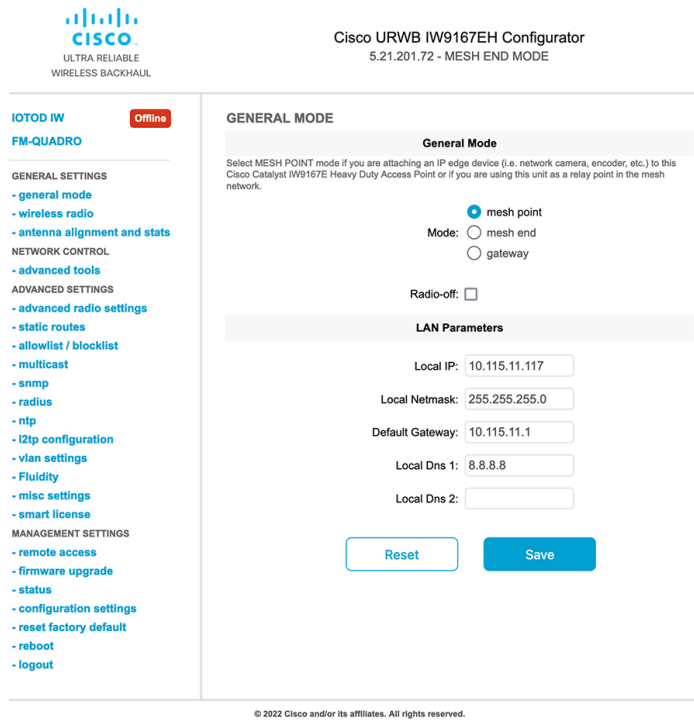 CISCO
ULTRA RELIABLE
WIRELESS BACKHAUL
Cisco URWB IW9167EH Configurator
5.21.201.72 - MESH END MODE
IOTOD IW
Offline
FM-QUADRO
GENERAL SETTINGS
- general mode
- wireless radio
- antenna alignment and stats
NETWORK CONTROL
- advanced tools
ADVANCED SETTINGS
- advanced radio settings
- static routes
- allowlist / blocklist
- multicast
- snmp
- radius
- ntp
- l2tp configuration
- vlan settings
- Fluidity
- misc settings
- smart license
MANAGEMENT SETTINGS
- remote access
- firmware upgrade
- status
- configuration settings
- reset factory default
- reboot
- logout
GENERAL MODE
General Mode
Select MESH POINT mode if you are attaching an IP edge device (i.e. network camera, encoder, etc.) to this
Cisco Catalyst IW9167E Heavy Duty Access Point or if you are using this unit as a relay point in the mesh
network.
mesh point
Mode: mesh end
gateway
Radio-off:
LAN Parameters
Local IP: 10.115.11.117
Local Netmask: 255.255.255.0
Default Gateway: 10.115.11.1
Local Dns 1: 8.8.8.8
Local Dns 2:
Reset Save
© 2022 Cisco and/or its affiliates. All rights reserved.